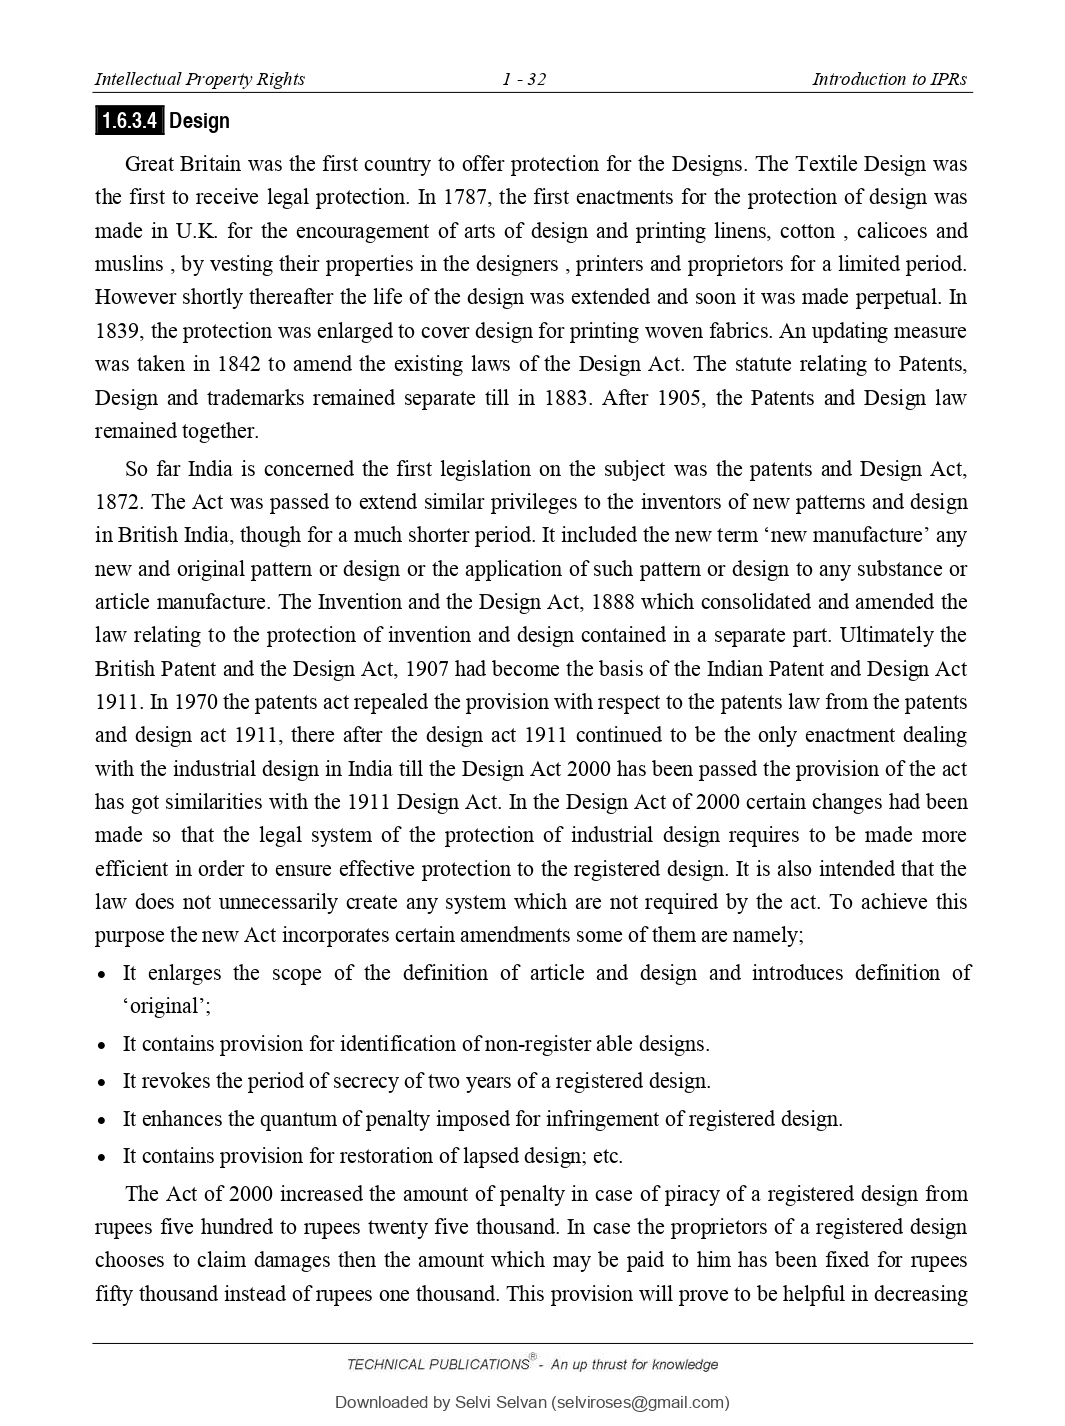 Intellectual Property Rights 1 - 32 Introduction to IPRs
1.6.3.4 Design
Great Britain was the first country to offer protection for the Designs. The Textile Design was
the first to receive legal protection. In 1787, the first enactments for the protection of design was
made in U.K. for the encouragement of arts of design and printing linens, cotton , calicoes and
muslins , by vesting their properties in the designers , printers and proprietors for a limited period.
However shortly thereafter the life of the design was extended and soon it was made perpetual. In
1839, the protection was enlarged to cover design for printing woven fabrics. An updating measure
was taken in 1842 to amend the existing laws of the Design Act. The statute relating to Patents,
Design and trademarks remained separate till in 1883. After 1905, the Patents and Design law
remained together.
So far India is concerned the first legislation on the subject was the patents and Design Act,
1872. The Act was passed to extend similar privileges to the inventors of new patterns and design
in British India, though for a much shorter period. It included the new term ‘new manufacture’ any
new and original pattern or design or the application of such pattern or design to any substance or
article manufacture. The Invention and the Design Act, 1888 which consolidated and amended the
law relating to the protection of invention and design contained in a separate part. Ultimately the
British Patent and the Design Act, 1907 had become the basis of the Indian Patent and Design Act
1911. In 1970 the patents act repealed the provision with respect to the patents law from the patents
and design act 1911, there after the design act 1911 continued to be the only enactment dealing
with the industrial design in India till the Design Act 2000 has been passed the provision of the act
has got similarities with the 1911 Design Act. In the Design Act of 2000 certain changes had been
made so that the legal system of the protection of industrial design requires to be made more
efficient in order to ensure effective protection to the registered design. It is also intended that the
law does not unnecessarily create any system which are not required by the act. To achieve this
purpose the new Act incorporates certain amendments some of them are namely;
• It enlarges the scope of the definition of article and design and introduces definition of
‘original’;
• It contains provision for identification of non-register able designs.
• It revokes the period of secrecy of two years of a registered design.
• It enhances the quantum of penalty imposed for infringement of registered design.
• It contains provision for restoration of lapsed design; etc.
The Act of 2000 increased the amount of penalty in case of piracy of a registered design from
rupees five hundred to rupees twenty five thousand. In case the proprietors of a registered design
chooses to claim damages then the amount which may be paid to him has been fixed for rupees
fifty thousand instead of rupees one thousand. This provision will prove to be helpful in decreasing
TECHNICAL PUBLICATIONS® - An up thrust for knowledge
Downloaded by Selvi Selvan (selviroses@gmail.com)